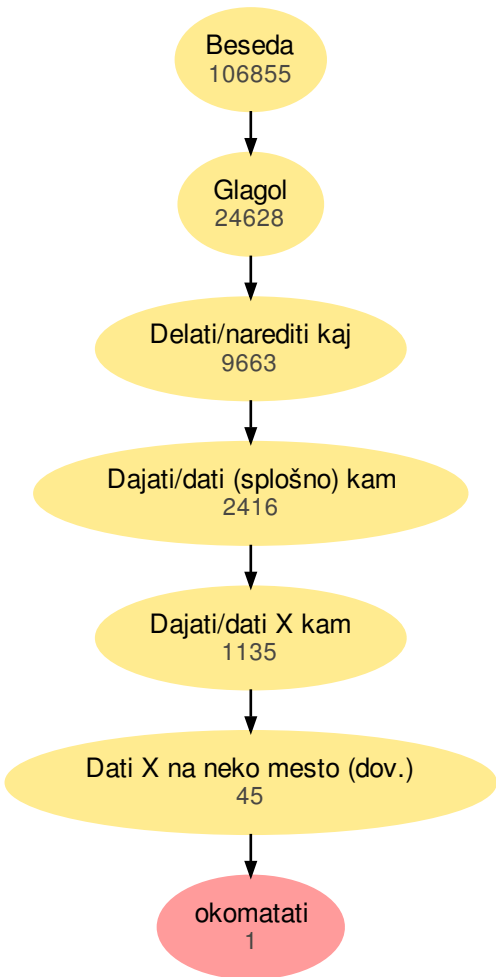 Beseda
106855
Glagol
24628
Delati/narediti kaj
9663
Dajati/dati (splošno) kam
2416
Dajati/dati X kam
1135
Dati X na neko mesto (dov.)
45
okomatati
1